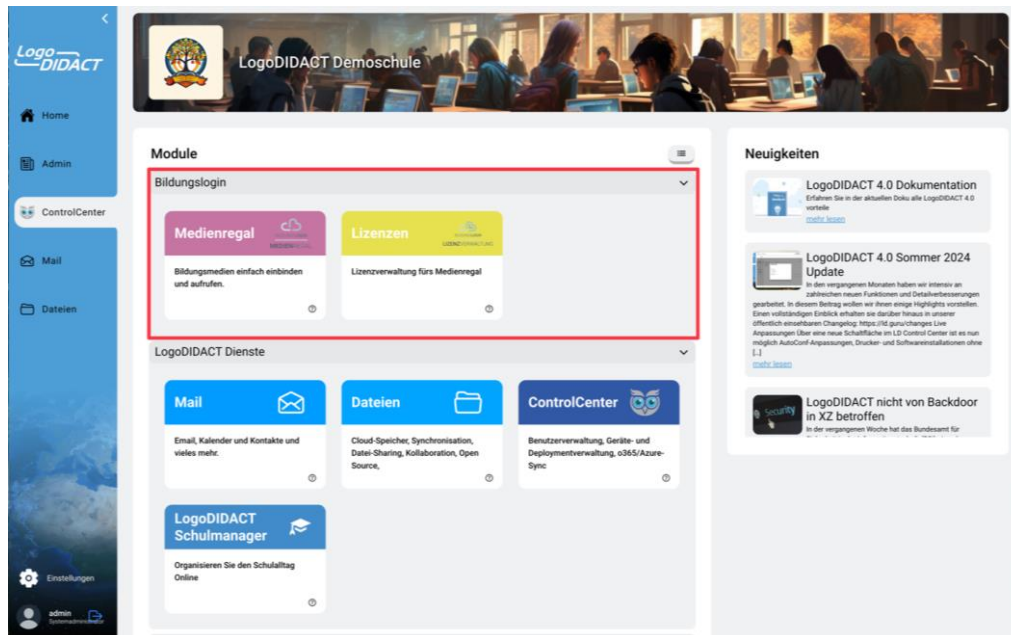 Logo
DIDACT
Home
Admin
ControlCenter
Mail
Dateien
Einstellungen
admin
Systemadministrator
LogoDIDACT Demoschule
Module
Bildungslogin
Medienregal
MEDIENREGAL
Bildungsmedien einfach einbinden
und aufrufen.
Lizenzen
LIZENZVERWALTUNG
Lizenzverwaltung fürs Medienregal
LogoDIDACT Dienste
Mail
Email, Kalender und Kontakte und
vieles mehr.
Dateien
Cloud-Speicher, Synchronisation,
Datei-Sharing, Kollaboration, Open
Source,
ControlCenter
Benutzerverwaltung, Geräte- und
Deploymentverwaltung, o365/Azure-
Sync
LogoDIDACT
Schulmanager
Organisieren Sie den Schulalltag
Online
Neuigkeiten
LogoDIDACT 4.0 Dokumentation
Erfahren Sie in der aktuellen Doku alle LogoDIDACT 4.0
vorteile
mehr lesen
LogoDIDACT 4.0 Sommer 2024
Update
In den vergangenen Monaten haben wir intensiv an
zahlreichen neuen Funktionen und Detailverbesserungen
gearbeitet. In diesem Beitrag wollen wir ihnen einige Highlights vorstellen.
Einen vollständigen Einblick erhalten sie darüber hinaus in unserer
öffentlich einsehbaren Changelog: https://ld.guru/changes Live
Anpassungen Über eine neue Schaltfläche im LD Control Center ist es nun
möglich AutoConf-Anpassungen, Drucker- und Softwareinstallationen ohne
[...]
mehr lesen
Security
LogoDIDACT nicht von Backdoor
in XZ betroffen
In der vergangenen Woche hat das Bundesamt für